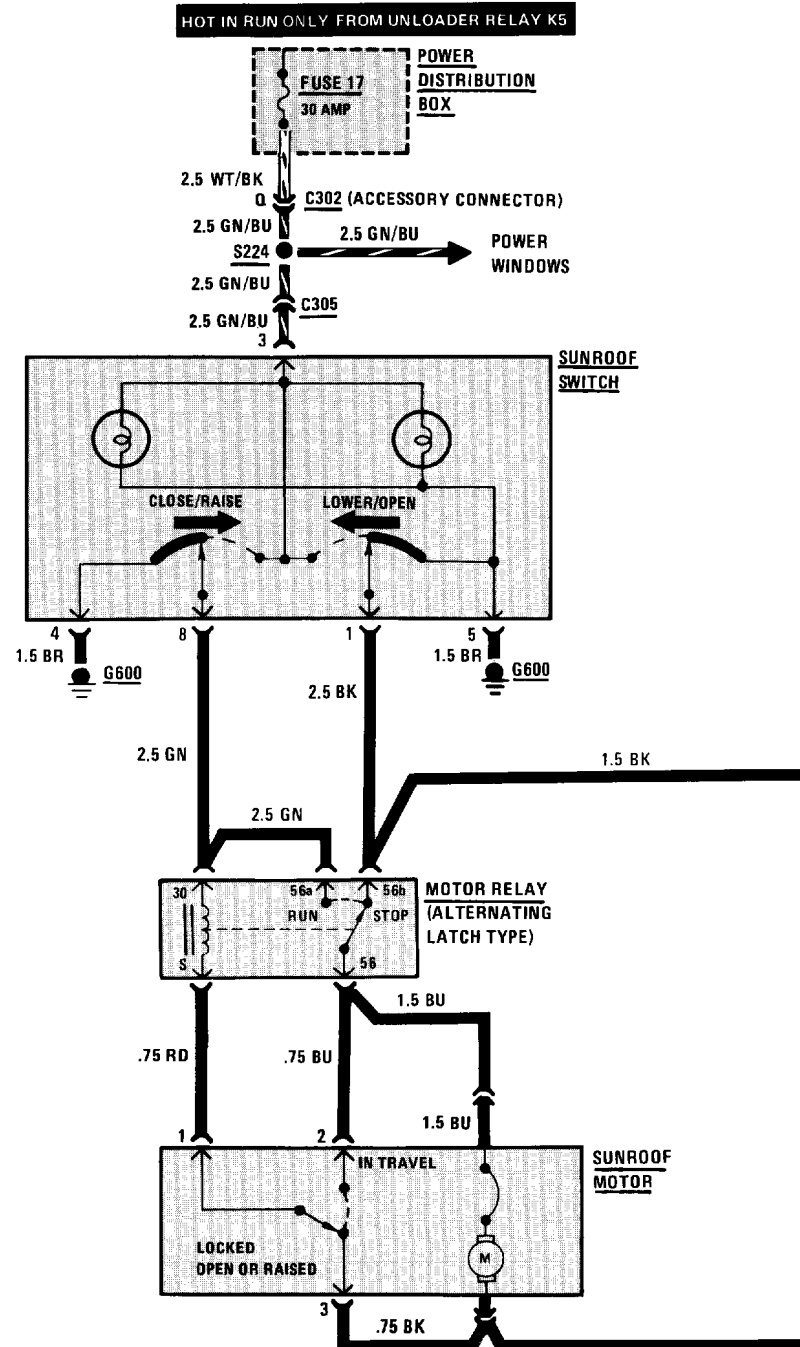 HOT IN RUN ONLY FROM UNLOADER RELAY K5
POWER
DISTRIBUTION
BOX
FUSE 17
30 AMP
2.5 WT/BK
Q
C302 (ACCESSORY CONNECTOR)
2.5 GN/BU
2.5 GN/BU
S224
POWER
WINDOWS
2.5 GN/BU
C305
2.5 GN/BU
3
SUNROOF
SWITCH
CLOSE/RAISE
LOWER/OPEN
4
8
1
5
1.5 BR
G600
1.5 BR
G600
2.5 BK
2.5 GN
1.5 BK
2.5 GN
30
56a
56b
RUN
STOP
S
56
MOTOR RELAY
(ALTERNATING
LATCH TYPE)
1.5 BU
.75 RD
.75 BU
1.5 BU
1
2
IN TRAVEL
SUNROOF
MOTOR
LOCKED
OPEN OR RAISED
M
3
.75 BK